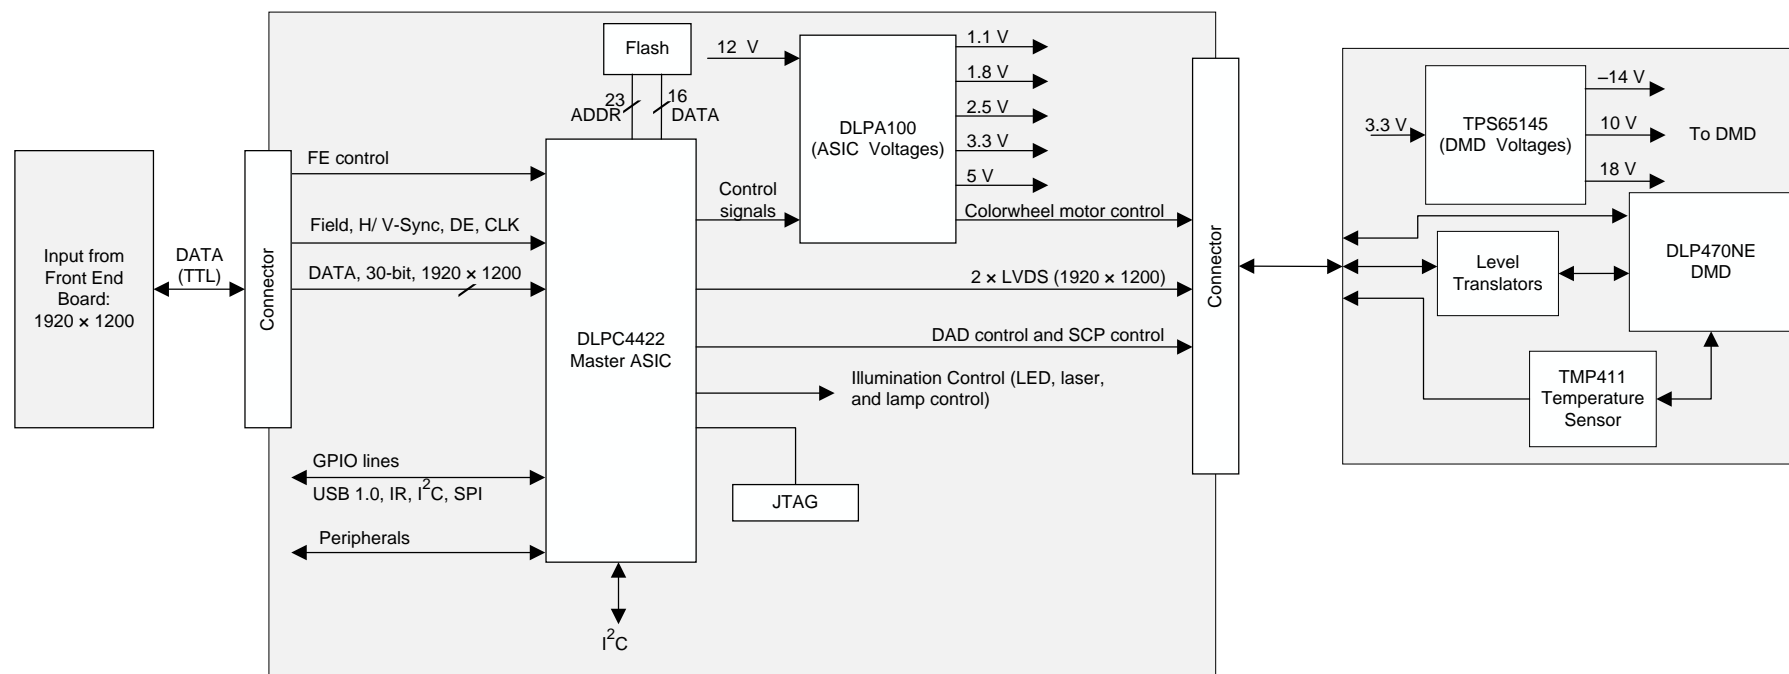 Input from
Front End
Board:
1920 × 1200
DATA
(TTL)
Connector
FE control
Field, H/ V-Sync, DE, CLK
DATA, 30-bit, 1920 × 1200
GPIO lines
USB 1.0, IR, I²C, SPI
Peripherals
Flash
23
ADDR
16
DATA
DLPC4422
Master ASIC
I²C
12 V
Control
signals
DLPA100
(ASIC Voltages)
1.1 V
1.8 V
2.5 V
3.3 V
5 V
Colorwheel motor control
2 × LVDS (1920 × 1200)
DAD control and SCP control
Illumination Control (LED, laser,
and lamp control)
JTAG
Connector
3.3 V
TPS65145
(DMD Voltages)
–14 V
10 V
18 V
To DMD
Level
Translators
DLP470NE
DMD
TMP411
Temperature
Sensor